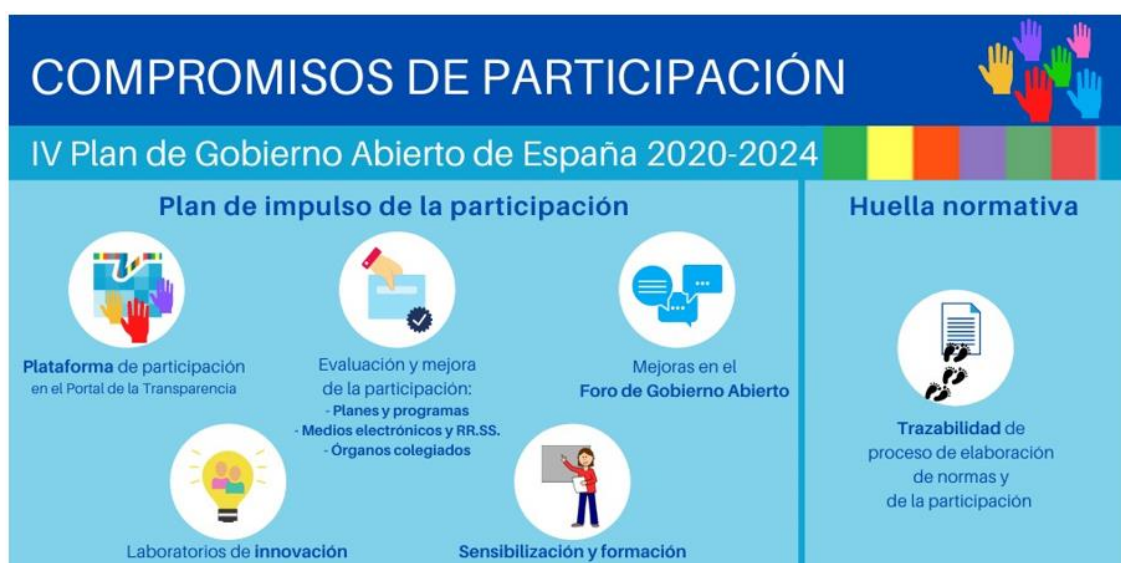 COMPROMISOS DE PARTICIPACIÓN
IV Plan de Gobierno Abierto de España 2020-2024
Plan de impulso de la participación
Plataforma de participación
en el Portal de la Transparencia
Evaluación y mejora
de la participación:
- Planes y programas
- Medios electrónicos y RR.SS.
- Órganos colegiados
Mejoras en el
Foro de Gobierno Abierto
Laboratorios de innovación
Sensibilización y formación
Huella normativa
Trazabilidad de
proceso de elaboración
de normas y
de la participación